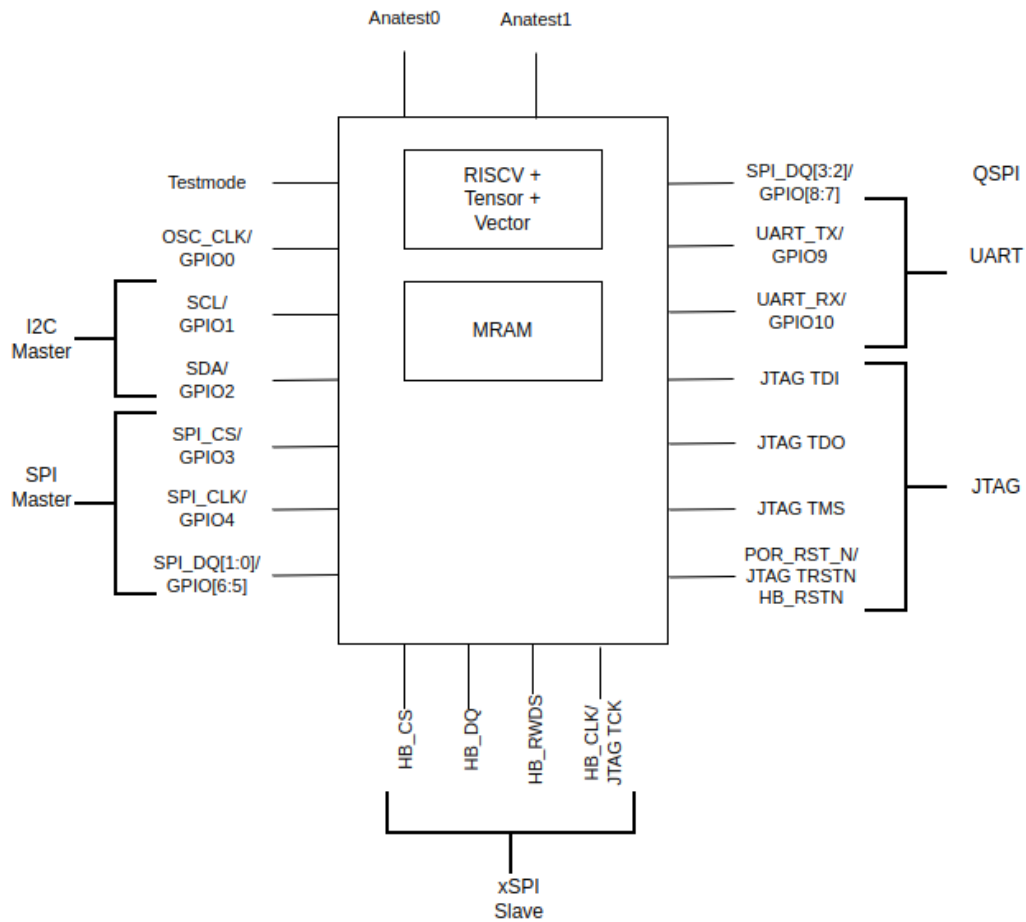 Anatest0
Anatest1
Testmode
OSC_CLK/
GPIO0
SCL/
GPIO1
SDA/
GPIO2
I2C
Master
SPI_CS/
GPIO3
SPI_CLK/
GPIO4
SPI_DQ[1:0]/
GPIO[6:5]
SPI
Master
RISCV +
Tensor +
Vector
MRAM
SPI_DQ[3:2]/
GPIO[8:7]
UART_TX/
GPIO9
UART_RX/
GPIO10
QSPI
UART
JTAG TDI
JTAG TDO
JTAG TMS
POR_RST_N/
JTAG TRSTN
HB_RSTN
JTAG
HB_CS
HB_DQ
HB_RWDS
HB_CLK/
JTAG TCK
xSPI
Slave